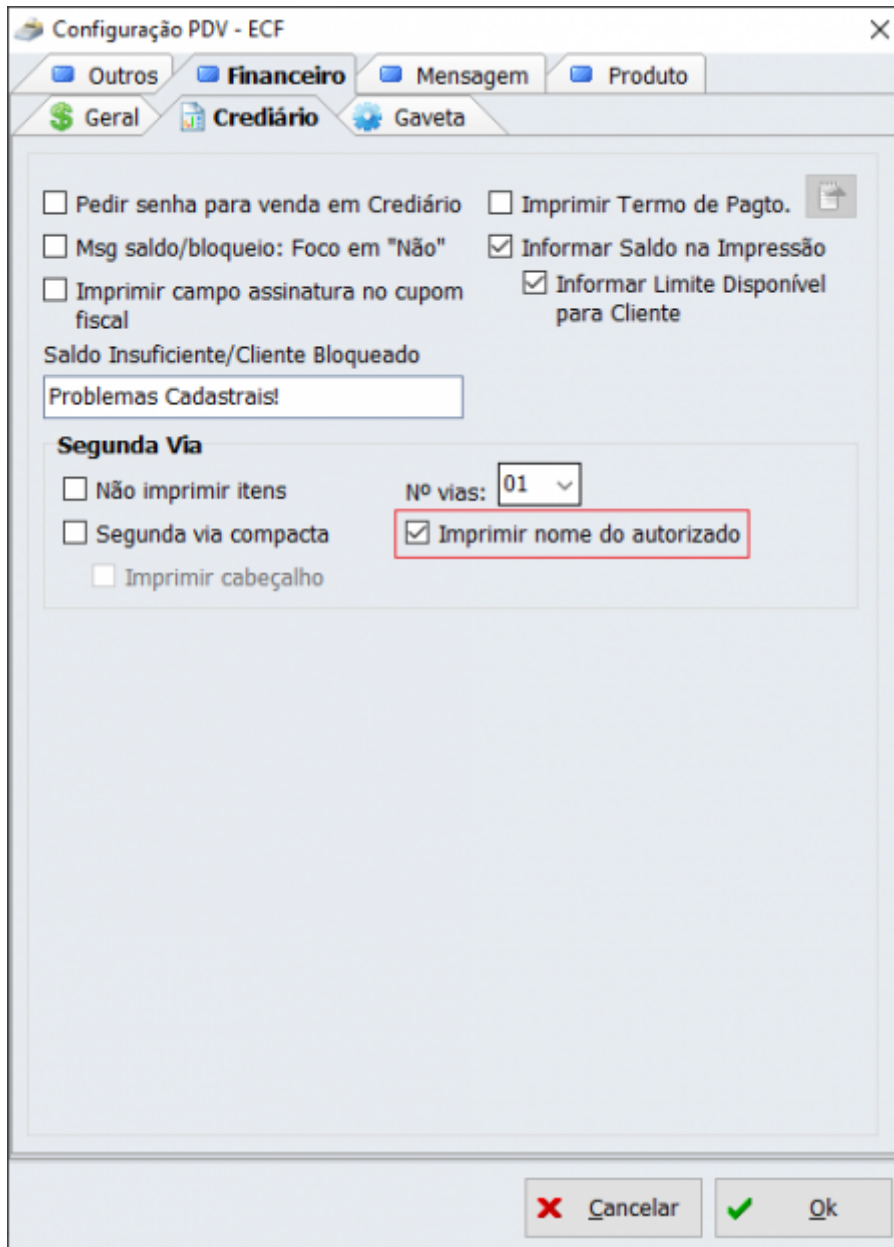 Configuração PDV - ECF
Outros Financeiro Mensagem Produto
Geral Crediário Gaveta
Pedir senha para venda em Crediário Imprimir Termo de Pagto.
Msg saldo/bloqueio: Foco em "Não" Informar Saldo na Impressão
Imprimir campo assinatura no cupom
fiscal
Informar Limite Disponível
para Cliente
Saldo Insuficiente/Cliente Bloqueado
Problemas Cadastrais!
Segunda Via
Não imprimir itens Nº vias: 01
Segunda via compacta Imprimir nome do autorizado
Imprimir cabeçalho
Cancelar Ok